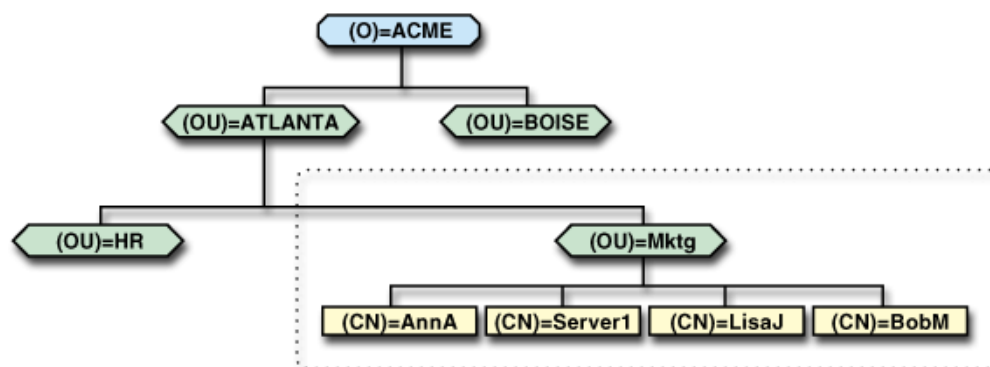 (O)=ACME
(OU)=ATLANTA
(OU)=BOISE
(OU)=HR
(OU)=Mktg
(CN)=AnnA
(CN)=Server1
(CN)=LisaJ
(CN)=BobM